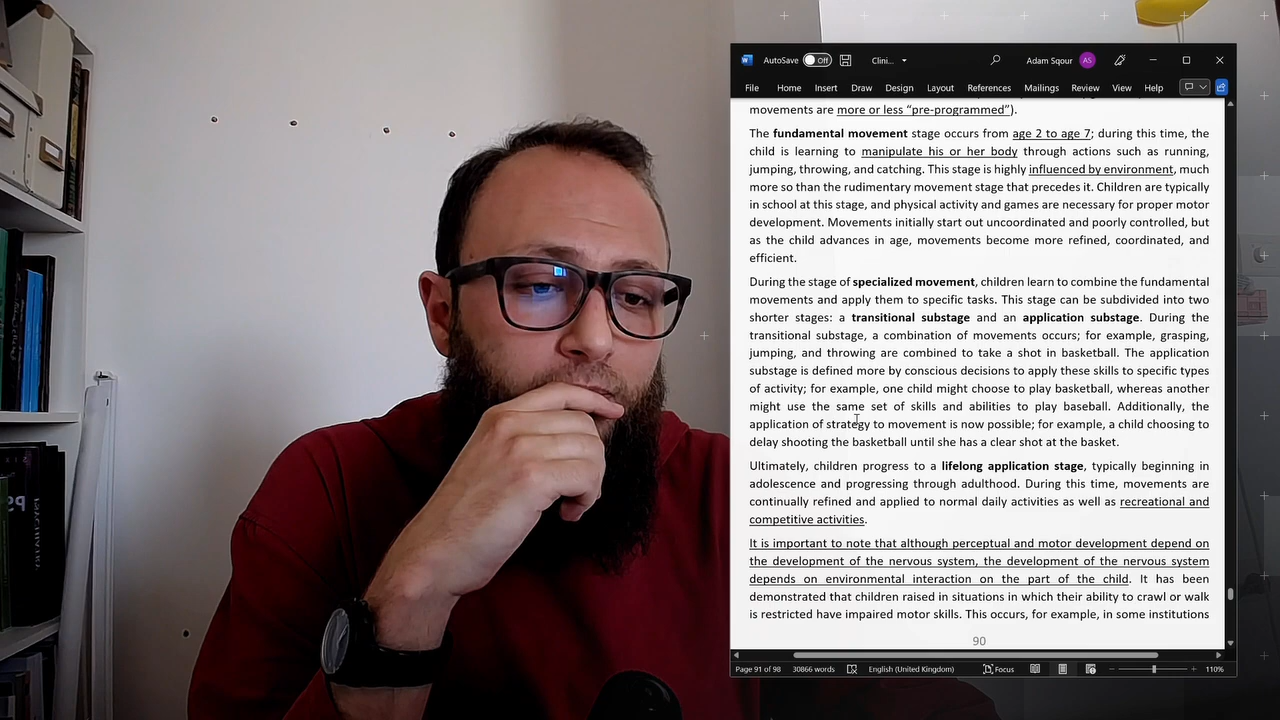 AutoSave Off Clini... Adam Sqour AS
File Home Insert Draw Design Layout References Mailings Review View Help
movements are more or less “pre-programmed”).
The fundamental movement stage occurs from age 2 to age 7; during this time, the
child is learning to manipulate his or her body through actions such as running,
jumping, throwing, and catching. This stage is highly influenced by environment, much
more so than the rudimentary movement stage that precedes it. Children are typically
in school at this stage, and physical activity and games are necessary for proper motor
development. Movements initially start out uncoordinated and poorly controlled, but
as the child advances in age, movements become more refined, coordinated, and
efficient.
During the stage of specialized movement, children learn to combine the fundamental
movements and apply them to specific tasks. This stage can be subdivided into two
shorter stages: a transitional substage and an application substage. During the
transitional substage, a combination of movements occurs; for example, grasping,
jumping, and throwing are combined to take a shot in basketball. The application
substage is defined more by conscious decisions to apply these skills to specific types
of activity; for example, one child might choose to play basketball, whereas another
might use the same set of skills and abilities to play baseball. Additionally, the
application of strategy to movement is now possible; for example, a child choosing to
delay shooting the basketball until she has a clear shot at the basket.
Ultimately, children progress to a lifelong application stage, typically beginning in
adolescence and progressing through adulthood. During this time, movements are
continually refined and applied to normal daily activities as well as recreational and
competitive activities.
It is important to note that although perceptual and motor development depend on
the development of the nervous system, the development of the nervous system
depends on environmental interaction on the part of the child. It has been
demonstrated that children raised in situations in which their ability to crawl or walk
is restricted have impaired motor skills. This occurs, for example, in some institutions
90
Page 91 of 98 30866 words English (United Kingdom) Focus 110%